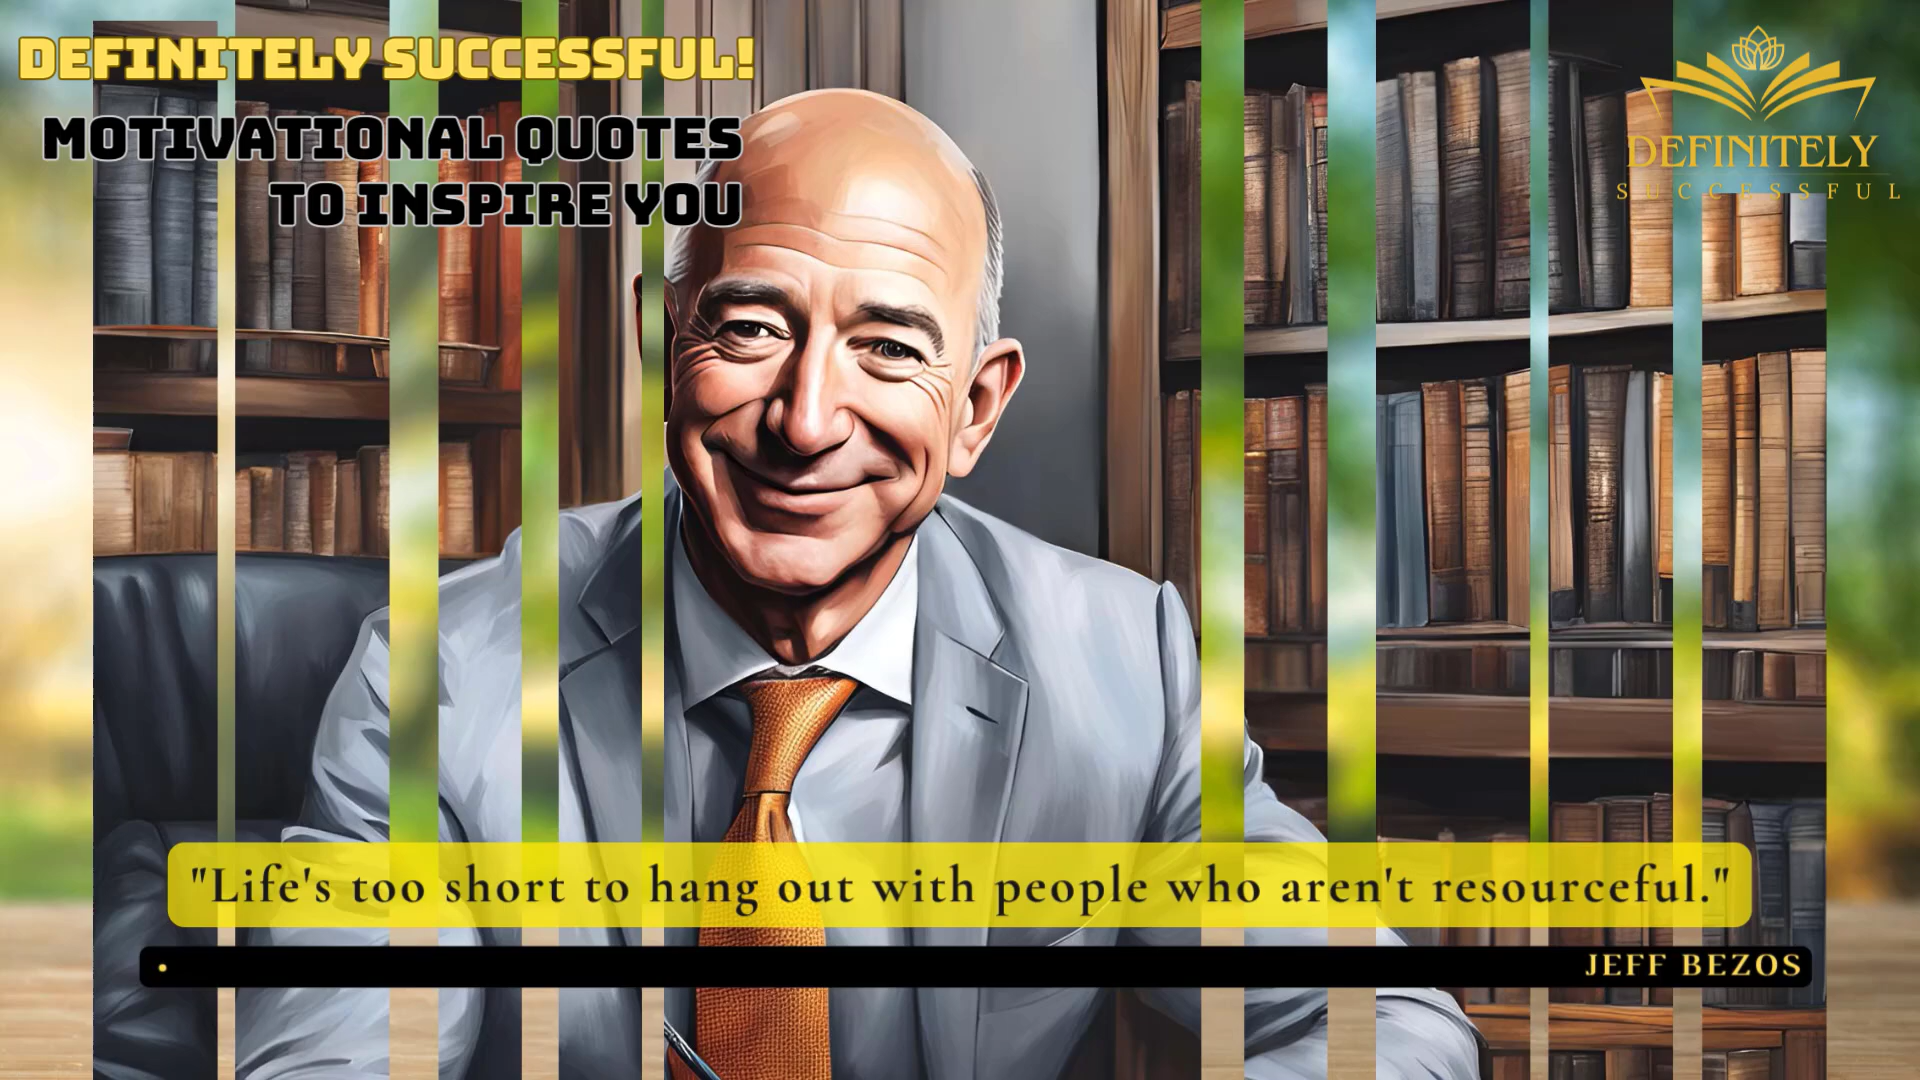 DEFINITELY SUCCESSFUL!
MOTIVATIONAL QUOTES
TO INSPIRE YOU
DEFINITELY
SUCCESSFUL
"Life's too short to hang out with people who aren't resourceful."
JEFF BEZOS